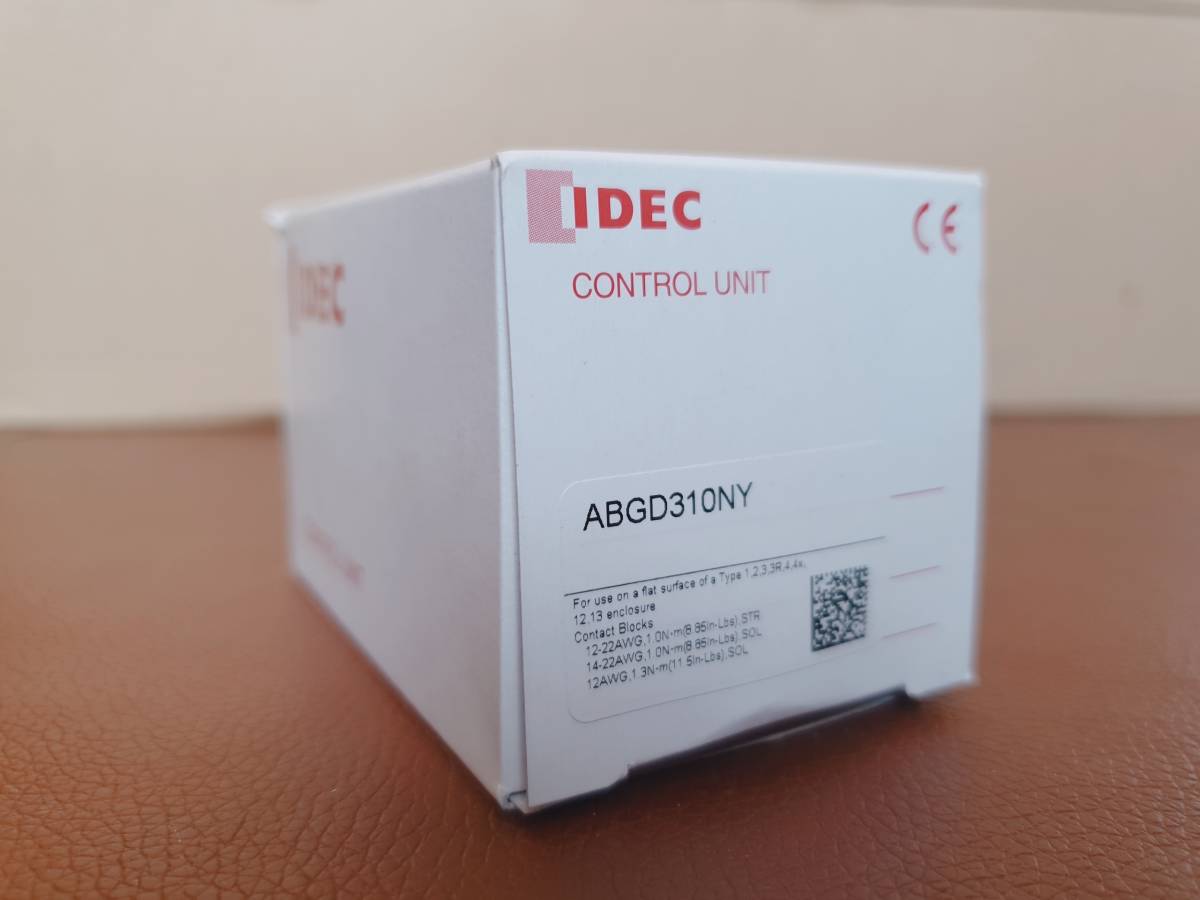 IDEC
CE
CONTROL UNIT
ABGD310NY
For use on a flat surface of a Type 1,2,3,3R,4,4x,
12,13 enclosure
Contact Blocks
12-22AWG,1.0N·m(8.85In-Lbs),STR
14-22AWG,1.0N·m(8.85In-Lbs),SOL
12AWG,1.3N·m(11.5In-Lbs),SOL
IDEC